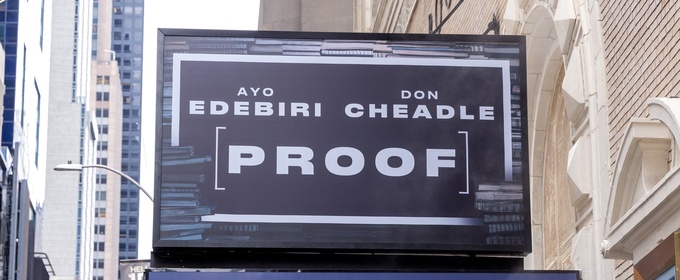 AYO DON
EDEBIRI CHEADLE
[PROOF]